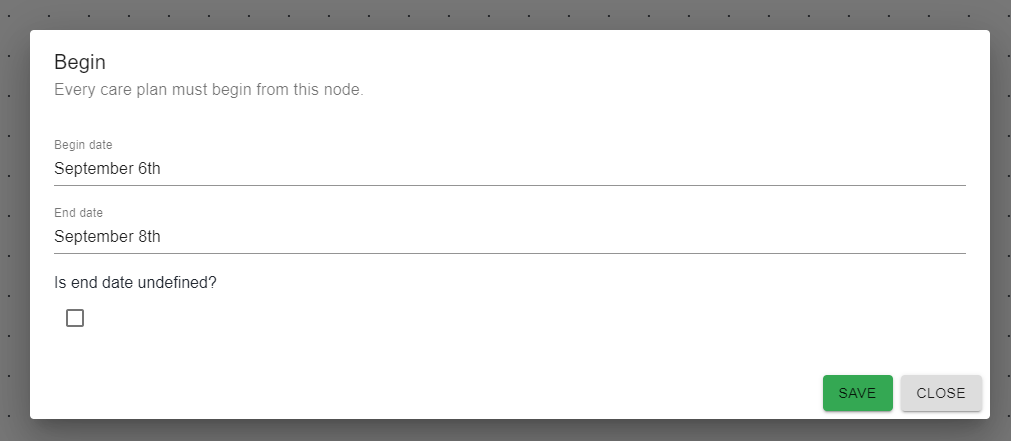 Begin
Every care plan must begin from this node.
Begin date
September 6th
End date
September 8th
Is end date undefined?
SAVE CLOSE